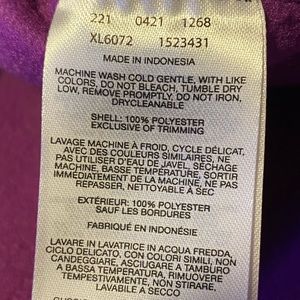 221 0421 1268
XL6072 1523431
MADE IN INDONESIA
MACHINE WASH COLD GENTLE, WITH LIKE
COLORS, DO NOT BLEACH, TUMBLE DRY
LOW, REMOVE PROMPTLY, DO NOT IRON,
DRYCLEANABLE
SHELL: 100% POLYESTER
EXCLUSIVE OF TRIMMING
LAVAGE MACHINE À FROID, CYCLE DÉLICAT,
AVEC DES COULEURS SIMILAIRES, NE
PAS UTILISER D'EAU DE JAVEL, SÉCHAGE
MACHINE, BASSE TEMPÉRATURE, SORTIR
IMMÉDIATEMENT DE LA MACHINE, NE PAS
REPASSER, NETTOYABLE À SEC
EXTÉRIEUR: 100% POLYESTER
SAUF LES BORDURES
FABRIQUÉ EN INDONÉSIE
LAVARE IN LAVATRICE IN ACQUA FREDDA,
CICLO DELICATO, CON COLORI SIMILI, NON
CANDEGGIARE, ASCIUGARE A TAMBURO
A BASSA TEMPERATURA, RIMUOVERE
TEMPESTIVAMENTE, NON STIRARE,
LAVABILE A SECCO